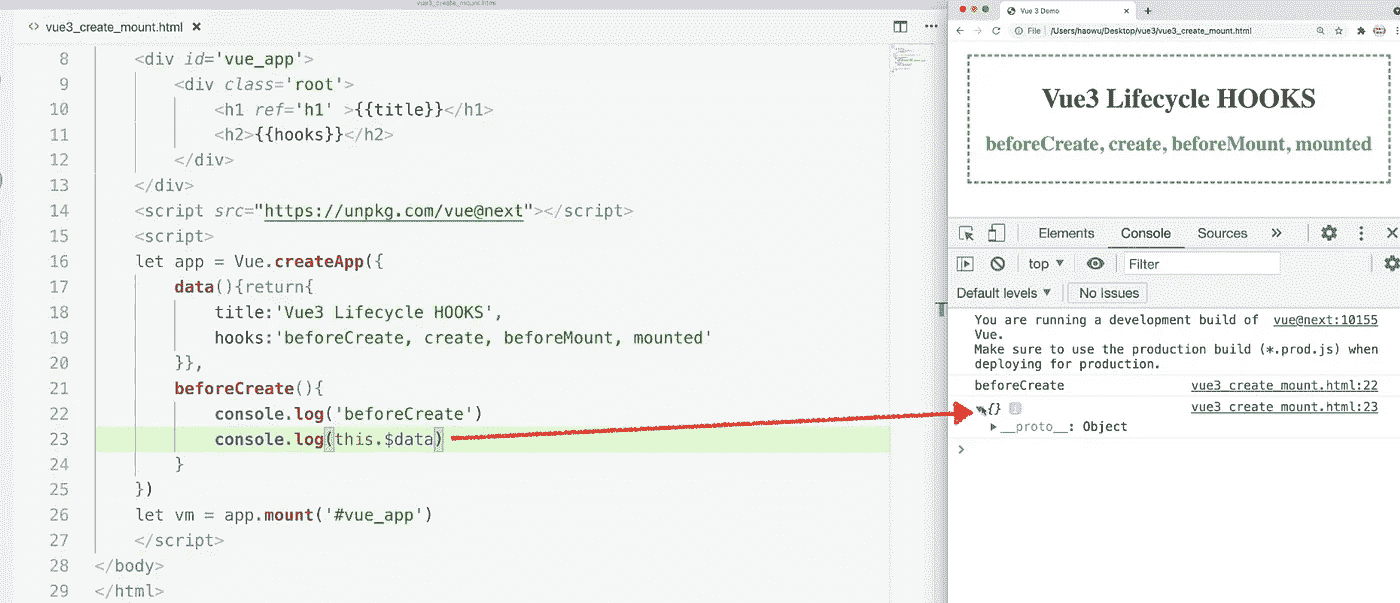 vue3_create_mount.html
<> vue3_create_mount.html ×
8 <div id='vue_app'>
9 <div class='root'>
10 <h1 ref='h1' >{{title}}</h1>
11 <h2>{{hooks}}</h2>
12 </div>
13 </div>
14 <script src="https://unpkg.com/vue@next"></script>
15 <script>
16 let app = Vue.createApp({
17 data(){return{
18 title:'Vue3 Lifecycle HOOKS',
19 hooks:'beforeCreate, create, beforeMount, mounted'
20 }},
21 beforeCreate(){
22 console.log('beforeCreate')
23 console.log(this.$data)
24 }
25 })
26 let vm = app.mount('#vue_app')
27 </script>
28 </body>
29 </html>
Vue 3 Demo
File /Users/haowu/Desktop/vue3/vue3_create_mount.html
Vue3 Lifecycle HOOKS
beforeCreate, create, beforeMount, mounted
Elements Console Sources »
top Filter
Default levels No Issues
You are running a development build of vue@next:10155
Vue.
Make sure to use the production build (*.prod.js) when
deploying for production.
beforeCreate vue3_create_mount.html:22
{} vue3_create_mount.html:23
__proto__: Object